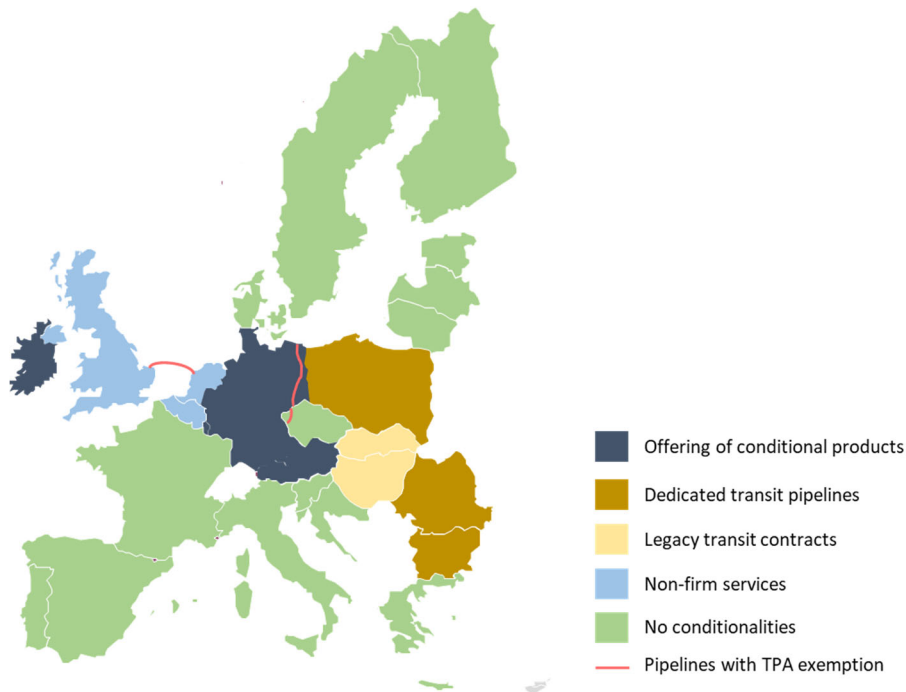 Offering of conditional products
Dedicated transit pipelines
Legacy transit contracts
Non-firm services
No conditionalities
Pipelines with TPA exemption